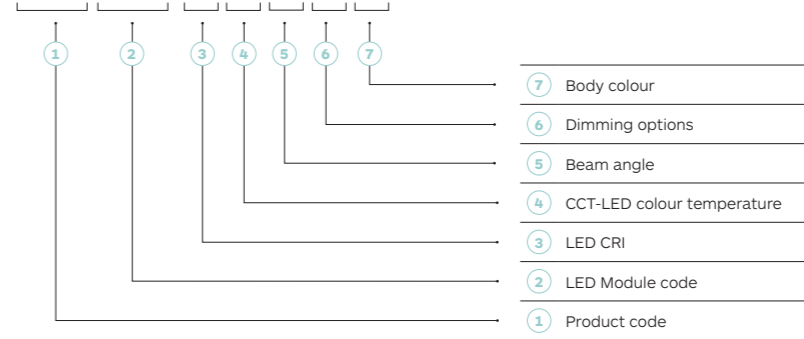 1 2 3 4 5 6 7
7 Body colour
6 Dimming options
5 Beam angle
4 CCT-LED colour temperature
3 LED CRI
2 LED Module code
1 Product code